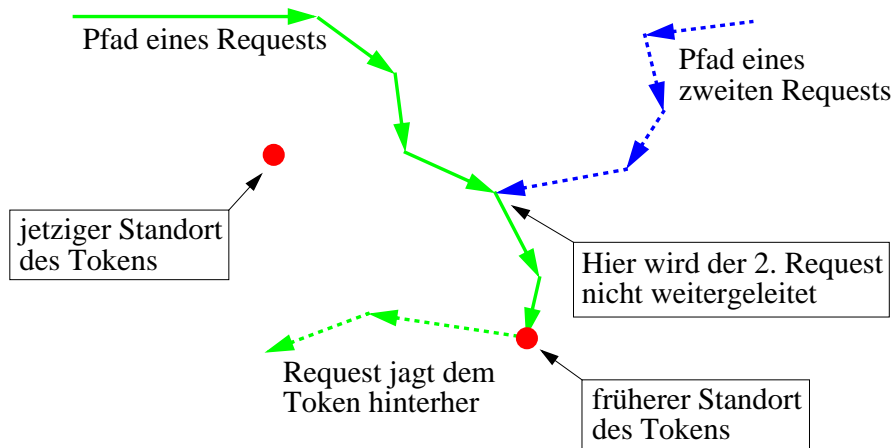 Pfad eines Requests
Pfad eines
zweiten Requests
jetziger Standort
des Tokens
Hier wird der 2. Request
nicht weitergeleitet
Request jagt dem
Token hinterher
früherer Standort
des Tokens